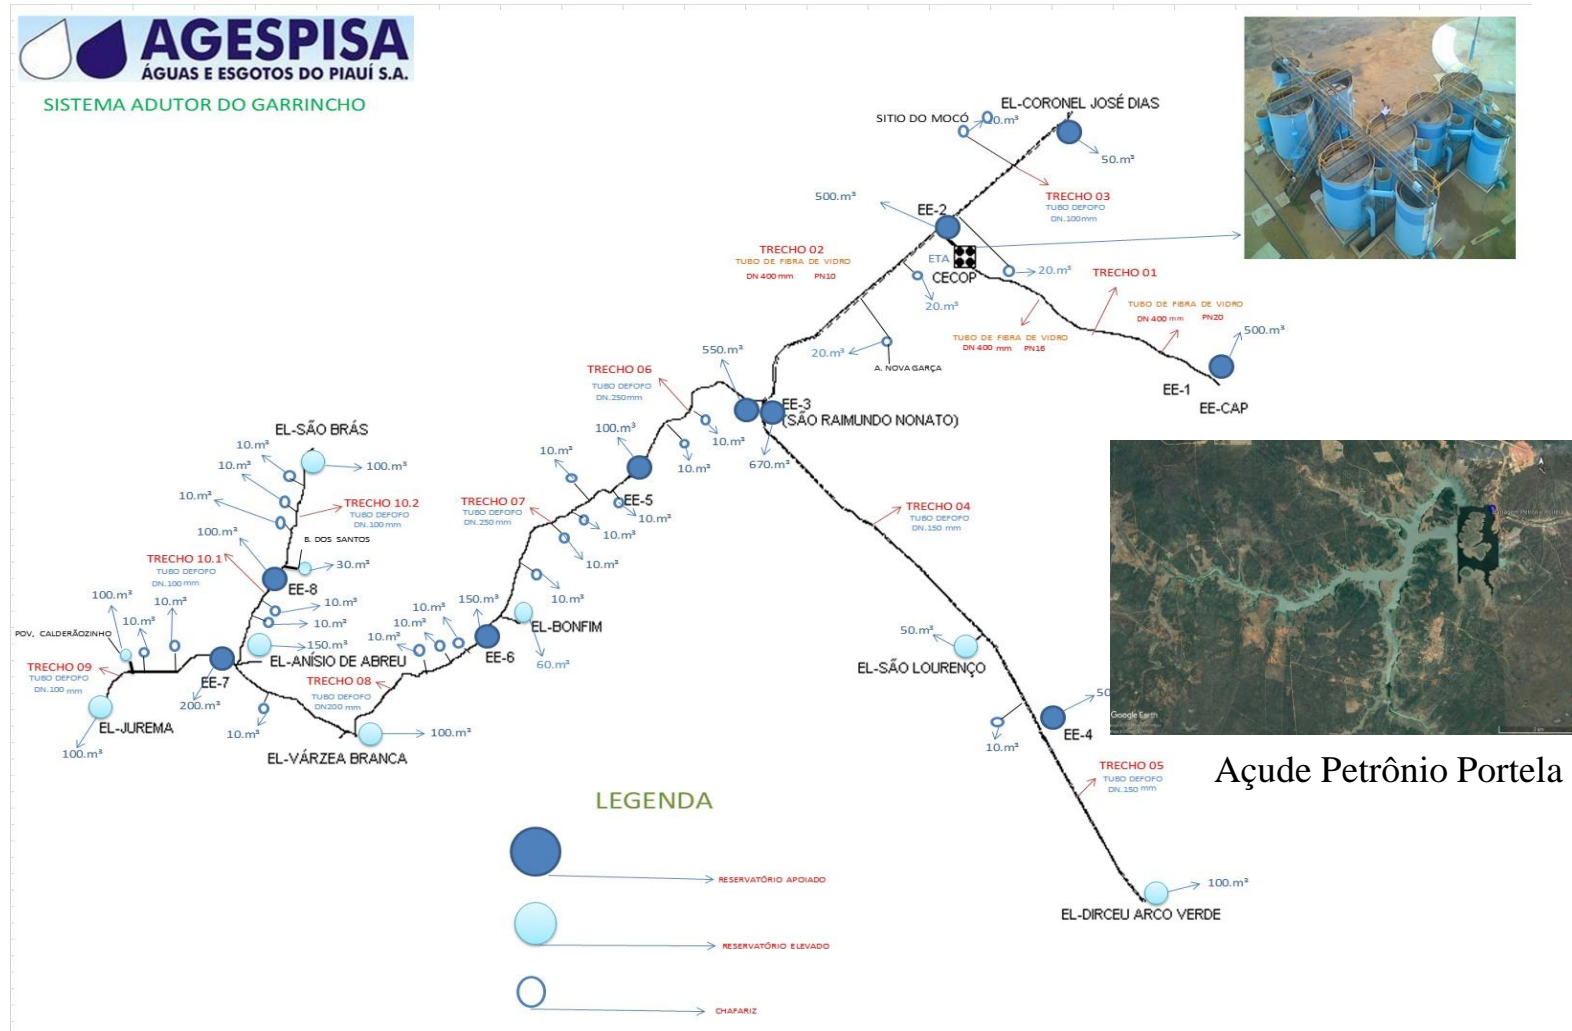 AGESPISA
ÁGUAS E ESGOTOS DO PIAUÍ S.A.
SISTEMA ADUTOR DO GARRINCHO
EL-CORONEL JOSÉ DIAS
SITIO DO MOCÓ
20.m³
50.m³
TRECHO 03
TUBO DEFOFO
DN.100mm
500.m³
EE-2
TRECHO 02
TUBO DE FIBRA DE VIDRO
DN 400 mm PN10
ETA
CECOP
20.m³
TRECHO 01
20.m³
TUBO DE FIBRA DE VIDRO
DN 400 mm PN20
TUBO DE FIBRA DE VIDRO
DN 400 mm PN16
500.m³
20.m³
A. NOVA GARÇA
EE-1
EE-CAP
550.m³
TRECHO 06
TUBO DEFOFO
DN.250mm
EE-3
(SÃO RAIMUNDO NONATO)
10.m³
10.m³
670.m³
100.m³
EE-5
10.m³
10.m³
10.m³
10.m³
10.m³
TRECHO 07
TUBO DEFOFO
DN.250 mm
TRECHO 04
TUBO DEFOFO
DN.150 mm
EL-SÃO BRÁS
10.m³
10.m³
100.m³
10.m³
TRECHO 10.2
TUBO DEFOFO
DN.100 mm
100.m³
B. DOS SANTOS
30.m³
TRECHO 10.1
TUBO DEFOFO
DN.100 mm
EE-8
10.m³
10.m³
150.m³
EL-ANÍSIO DE ABREU
100.m³
10.m³
10.m³
POV. CALDERÃOZINHO
TRECHO 09
TUBO DEFOFO
DN.100 mm
EE-7
200.m³
EL-JUREMA
100.m³
10.m³
EL-VÁRZEA BRANCA
100.m³
TRECHO 08
TUBO DEFOFO
DN200 mm
10.m³
10.m³
10.m³
150.m³
EE-6
EL-BONFIM
60.m³
50.m³
EL-SÃO LOURENÇO
10.m³
50
EE-4
TRECHO 05
TUBO DEFOFO
DN.150 mm
100.m³
EL-DIRCEU ARCO VERDE
Google Earth
Açude Petrônio Portela
LEGENDA
RESERVATÓRIO APOIADO
RESERVATÓRIO ELEVADO
CHAFARIZ